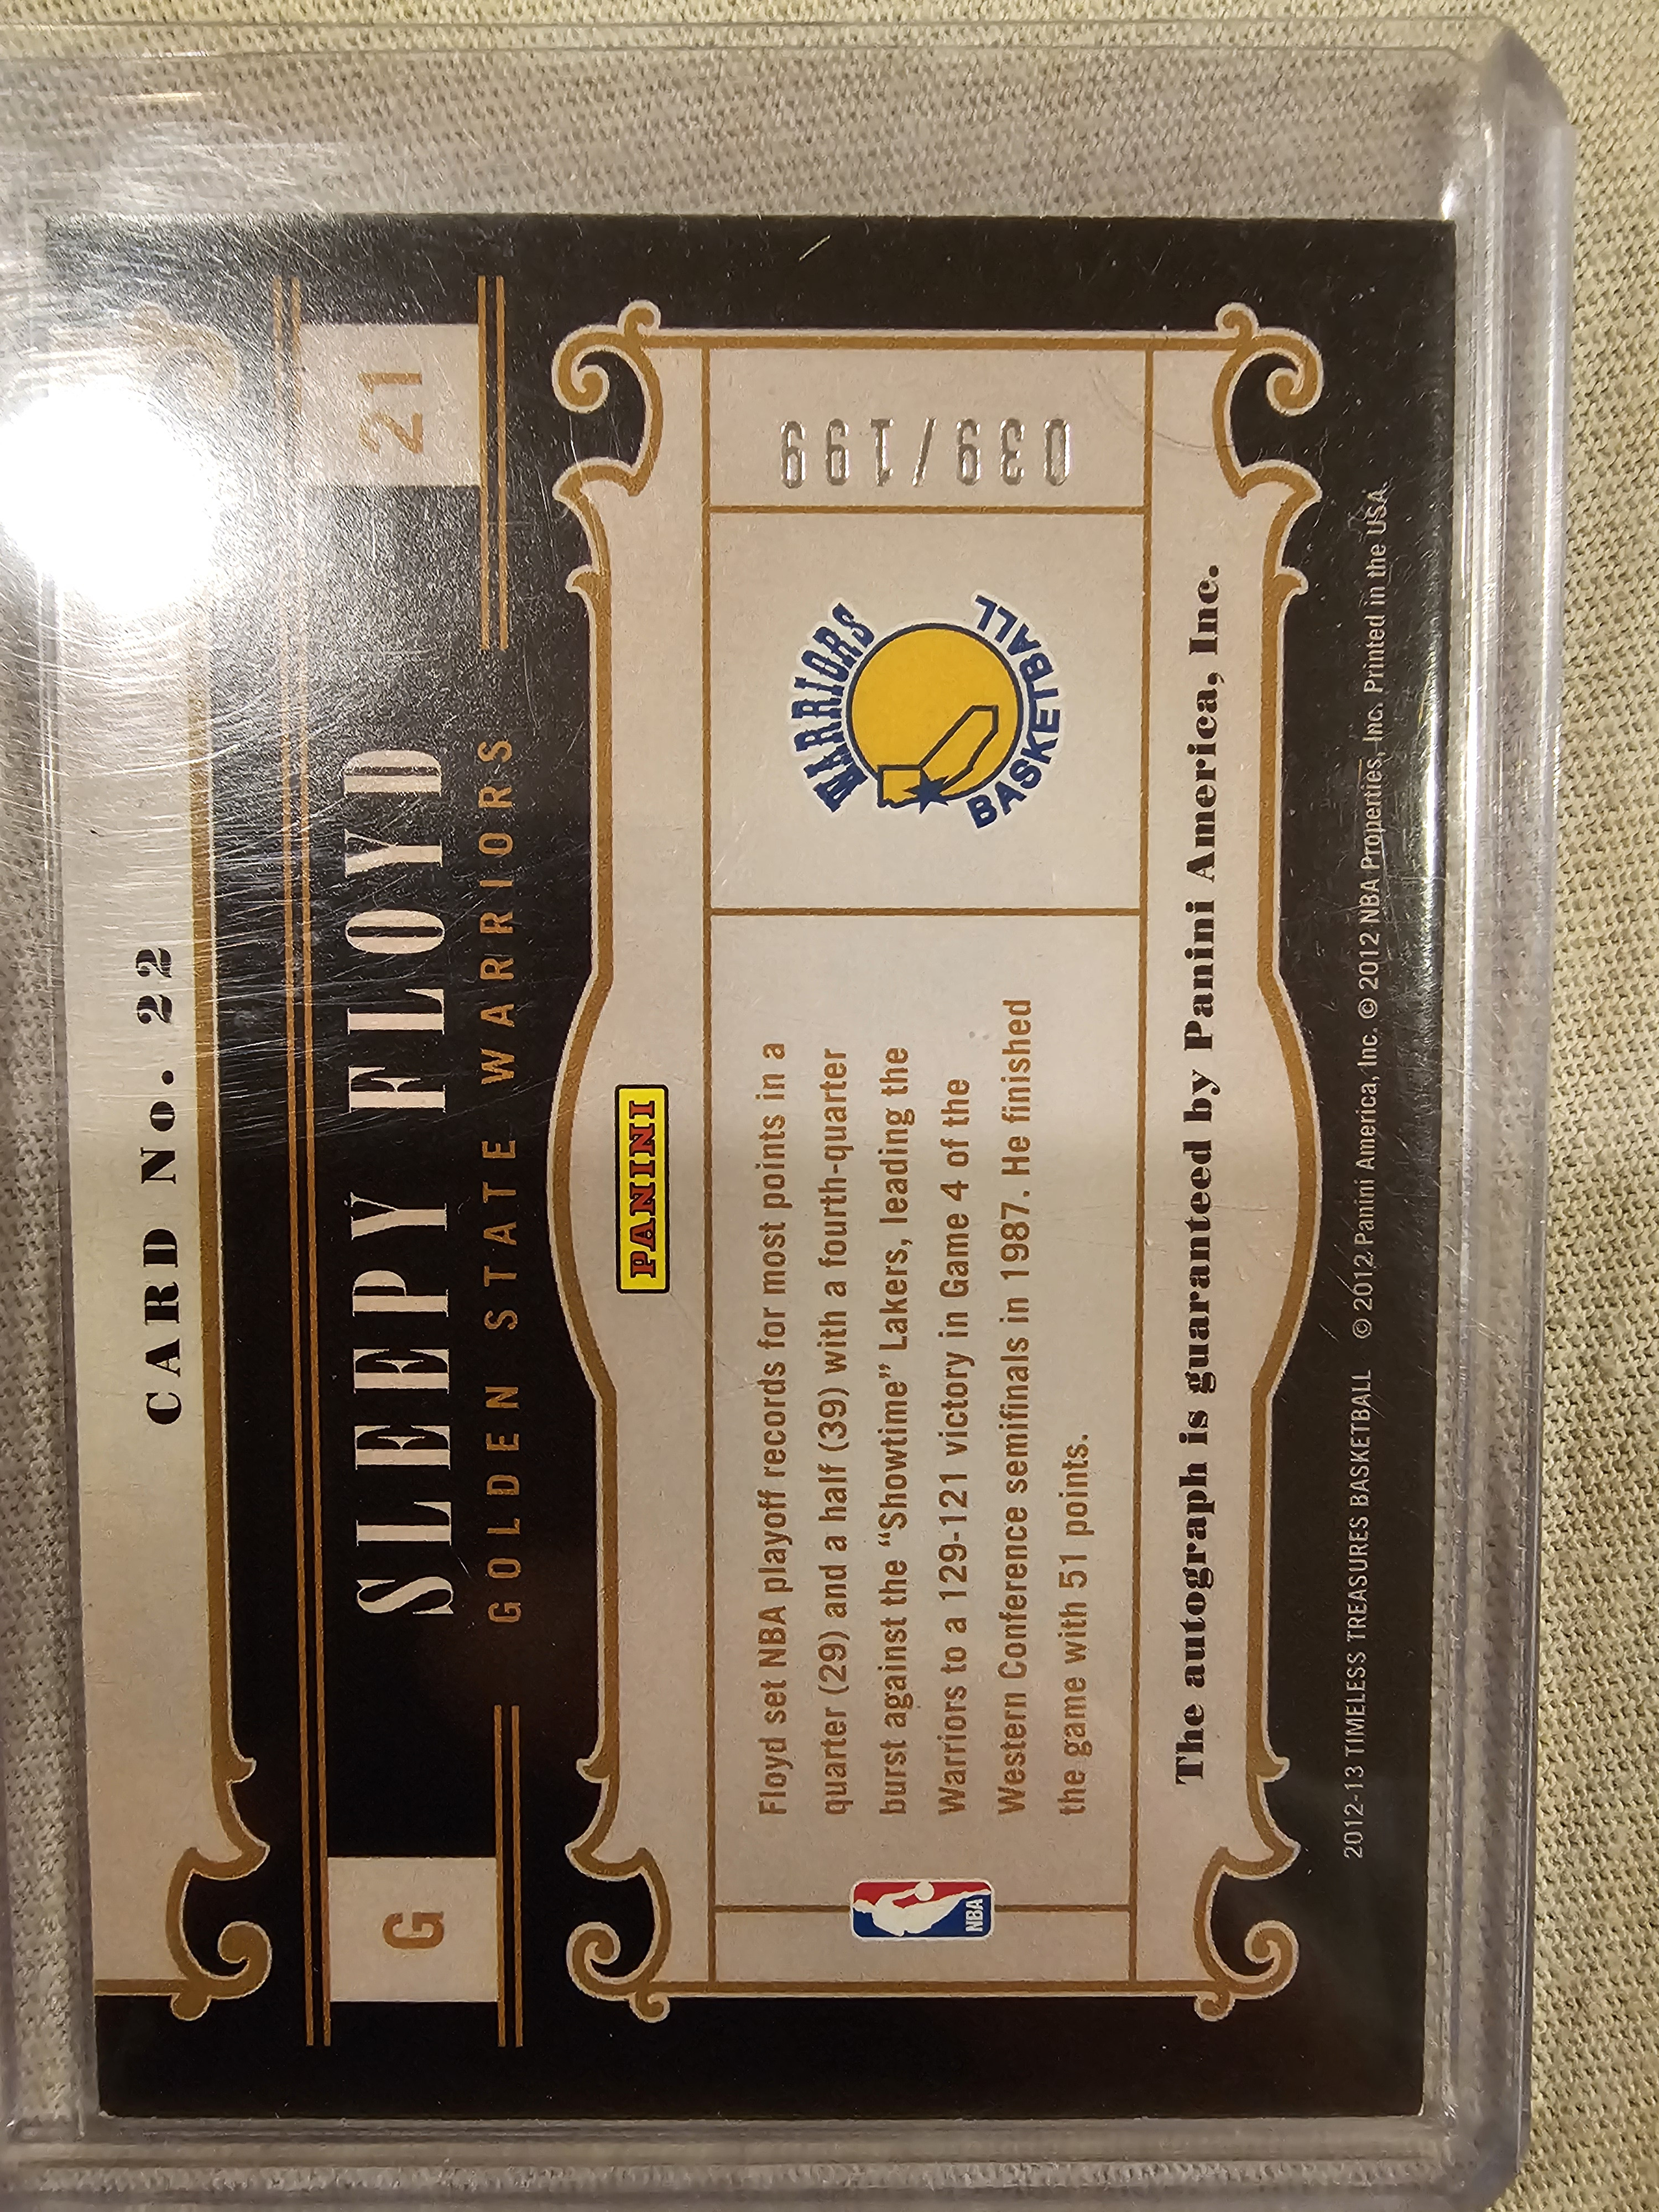 CARD No. 22
G
SLEEPY FLOYD
21
GOLDEN STATE WARRIORS
PANINI
Floyd set NBA playoff records for most points in a
quarter (29) and a half (39) with a fourth-quarter
burst against the “Showtime” Lakers, leading the
Warriors to a 129-121 victory in Game 4 of the
Western Conference semifinals in 1987. He finished
the game with 51 points.
NBA
WARRIORS
BASKETBALL
039/199
The autograph is guaranteed by Panini America, Inc.
2012-13 TIMELESS TREASURES BASKETBALL © 2012 Panini America, Inc. © 2012 NBA Properties, Inc. Printed in the USA.